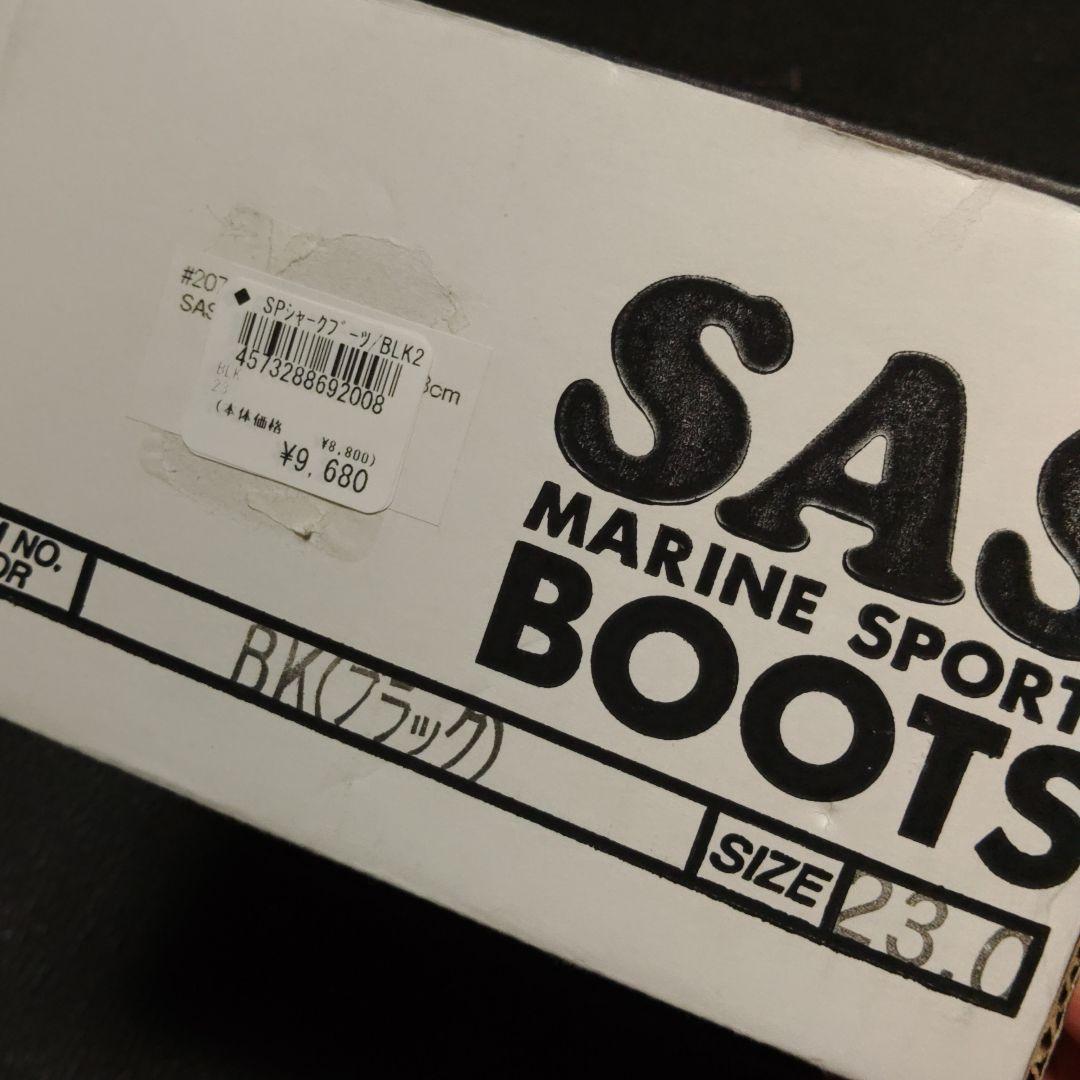 #207
SAS
◆ SPシャークブーツ/BLK2
4573288692008
BLK
23
3cm
(本体価格 ¥8,800)
¥9,680
SAS
MARINE SPORT
BOOTS
NO.
OR
BK(ブラック)
SIZE
23.0